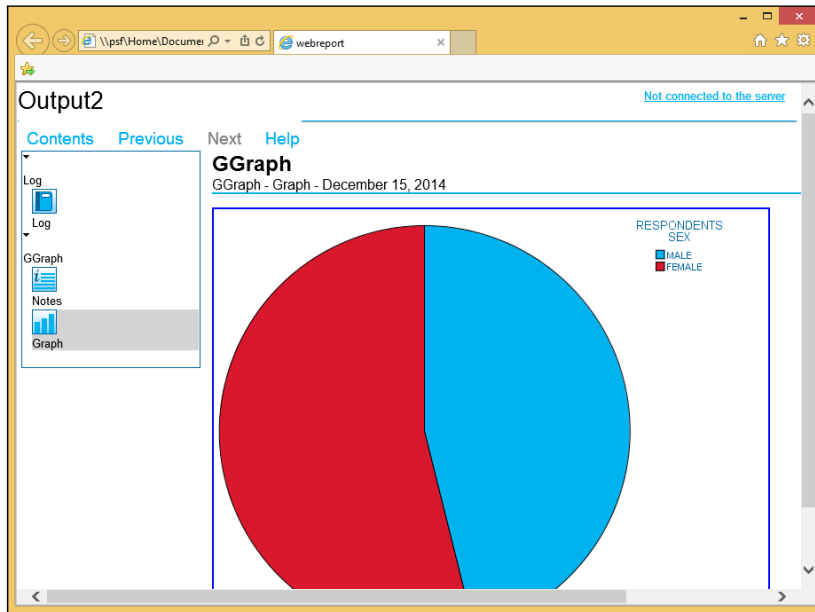 \\psf\Home\Documei
webreport
Output2
Not connected to the server
Contents Previous Next Help
Log
Log
GGraph
Notes
Graph
GGraph
GGraph - Graph - December 15, 2014
RESPONDENTS
SEX
MALE
FEMALE